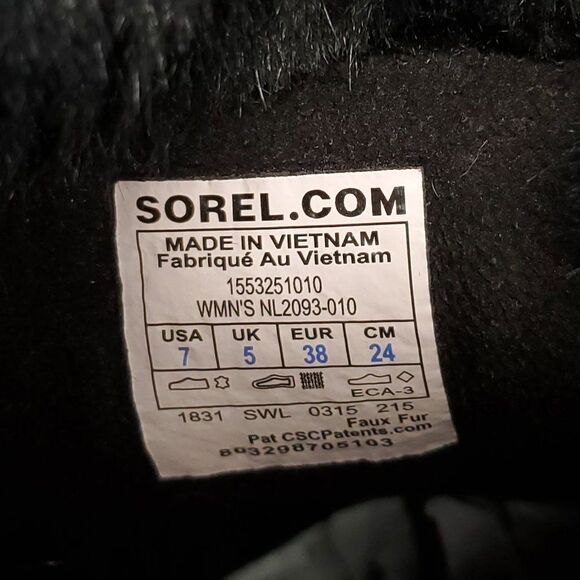 SOREL.COM
MADE IN VIETNAM
Fabriqué Au Vietnam
1553251010
WMN'S NL2093-010
USA UK EUR CM
7 5 38 24
ECA-3
1831 SWL 0315 215
Faux Fur
Pat CSCPatents.com